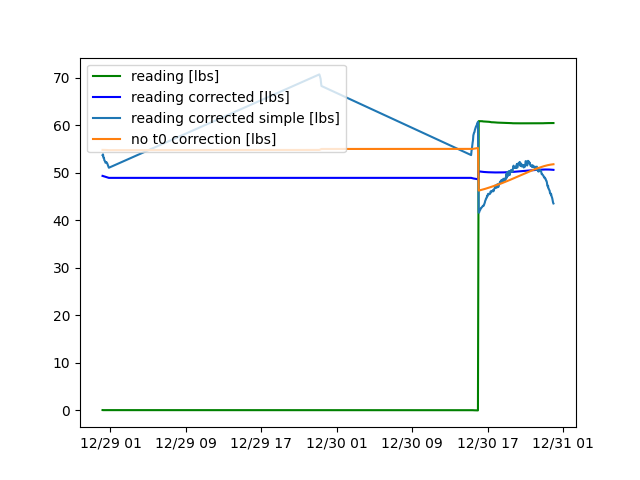 reading [lbs]
reading corrected [lbs]
reading corrected simple [lbs]
no t0 correction [lbs]
70
60
50
40
30
20
10
0
12/29 01 12/29 09 12/29 17 12/30 01 12/30 09 12/30 17 12/31 01